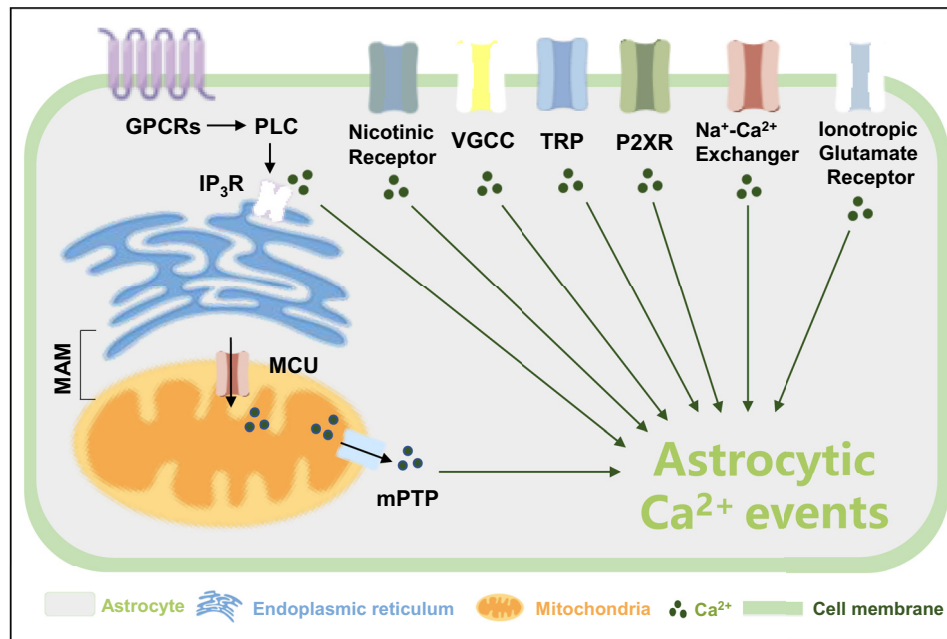 GPCRs PLC
IP₃R
Nicotinic
Receptor
VGCC
TRP
P2XR
Na⁺-Ca²⁺
Exchanger
Ionotropic
Glutamate
Receptor
MAM
MCU
mPTP
Astrocytic
Ca²⁺ events
Astrocyte Endoplasmic reticulum Mitochondria Ca²⁺ Cell membrane